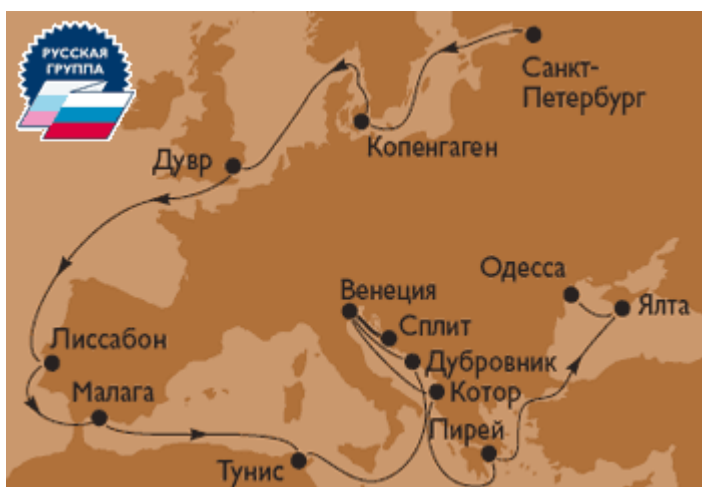 РУССКАЯ
ГРУППА
Санкт-
Петербург
Копенгаген
Дувр
Одесса
Венеция
Ялта
Сплит
Лиссабон
Дубровник
Малага
Котор
Пирей
Тунис